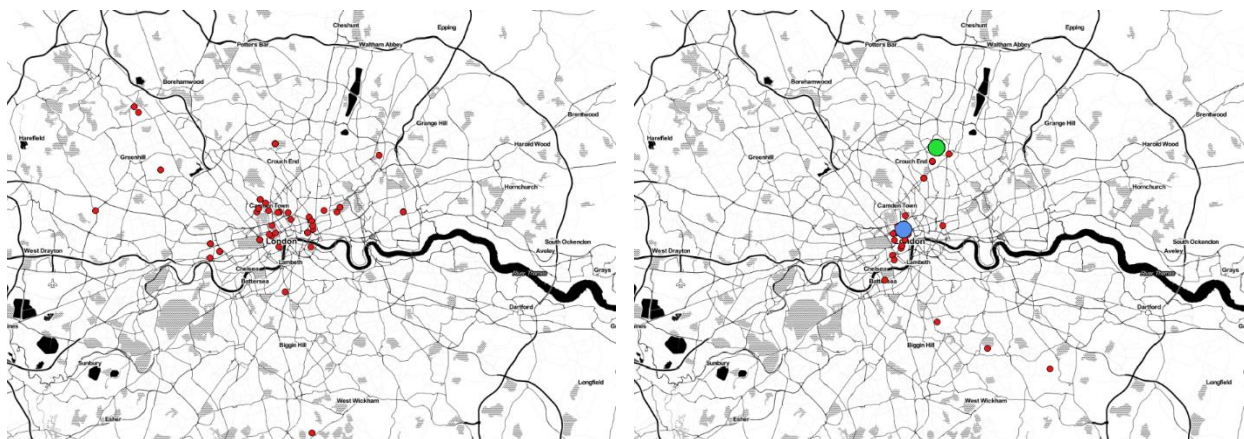 Epping
Cheshunt
Potters Bar
Waltham Abbey
Borehamwood
Brentwood
Grange Hill
Harefield
Harold Wood
Greenhill
Crouch End
Hornchurch
Camden Town
London
West Drayton
South Ockendon
Aveley
Lambeth
Chelsea
Grays
Battersea
Dartford
Biggin Hill
Sunbury
Longfield
West Wickham
Esher
Epping
Cheshunt
Potters Bar
Waltham Abbey
Borehamwood
Brentwood
Grange Hill
Harefield
Harold Wood
Greenhill
Crouch End
Hornchurch
Camden Town
London
West Drayton
South Ockendon
Aveley
Lambeth
Chelsea
Grays
Battersea
Dartford
Biggin Hill
Sunbury
Longfield
West Wickham
Esher